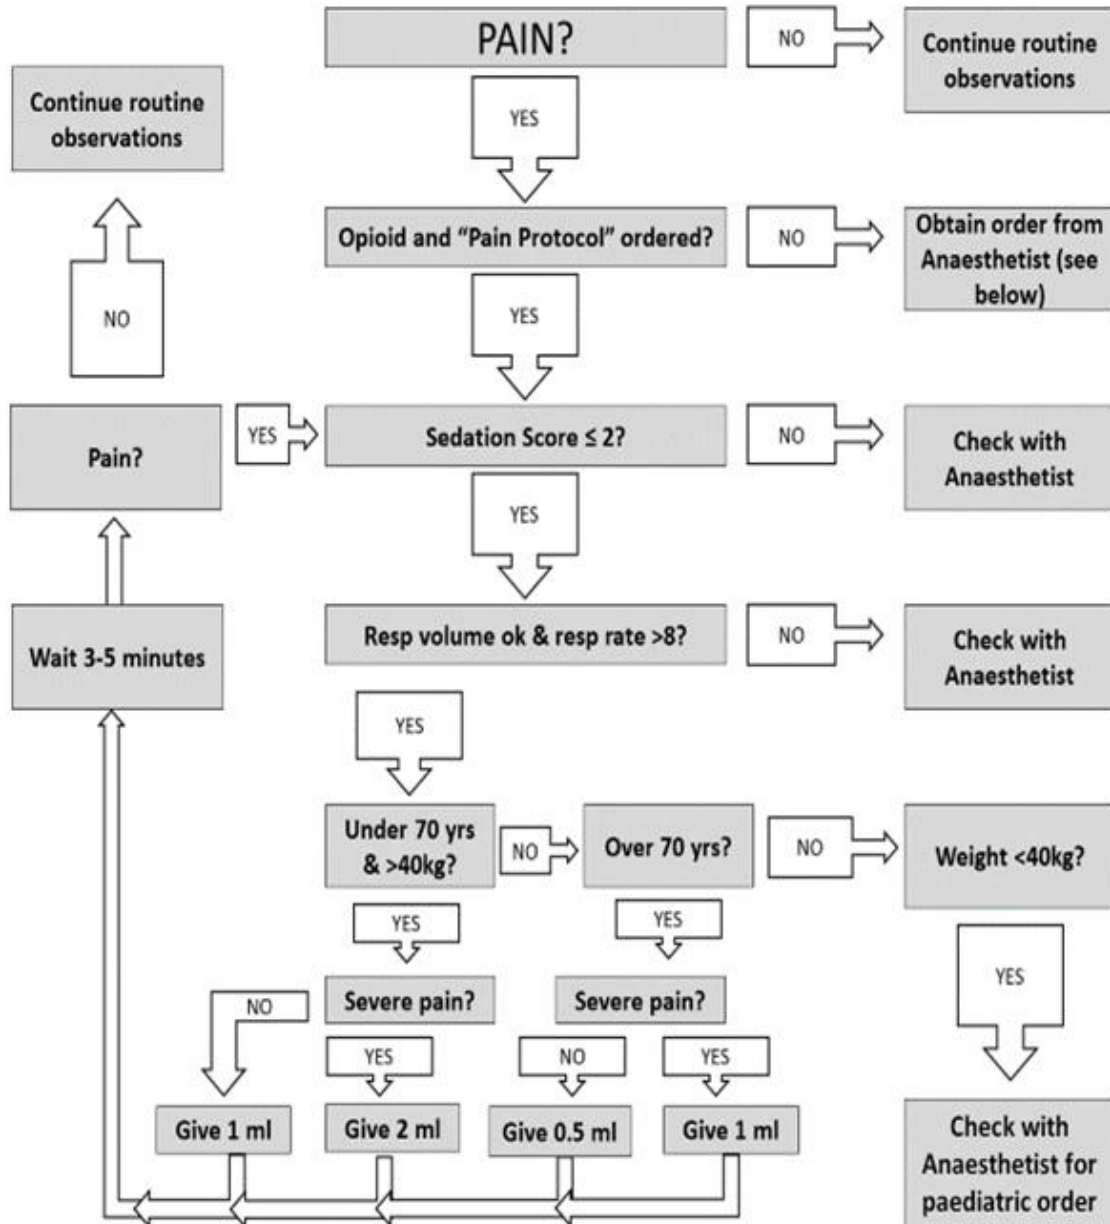 PAIN?
NO
Continue routine
observations
Continue routine
observations
YES
Opioid and “Pain Protocol” ordered?
NO
Obtain order from
Anaesthetist (see
below)
NO
YES
Pain?
YES
Sedation Score ≤ 2?
NO
Check with
Anaesthetist
YES
Wait 3-5 minutes
Resp volume ok & resp rate >8?
NO
Check with
Anaesthetist
YES
Under 70 yrs
& >40kg?
NO
Over 70 yrs?
NO
Weight <40kg?
YES
YES
YES
NO
Severe pain?
Severe pain?
YES
NO
YES
Give 1 ml
Give 2 ml
Give 0.5 ml
Give 1 ml
Check with
Anaesthetist for
paediatric order